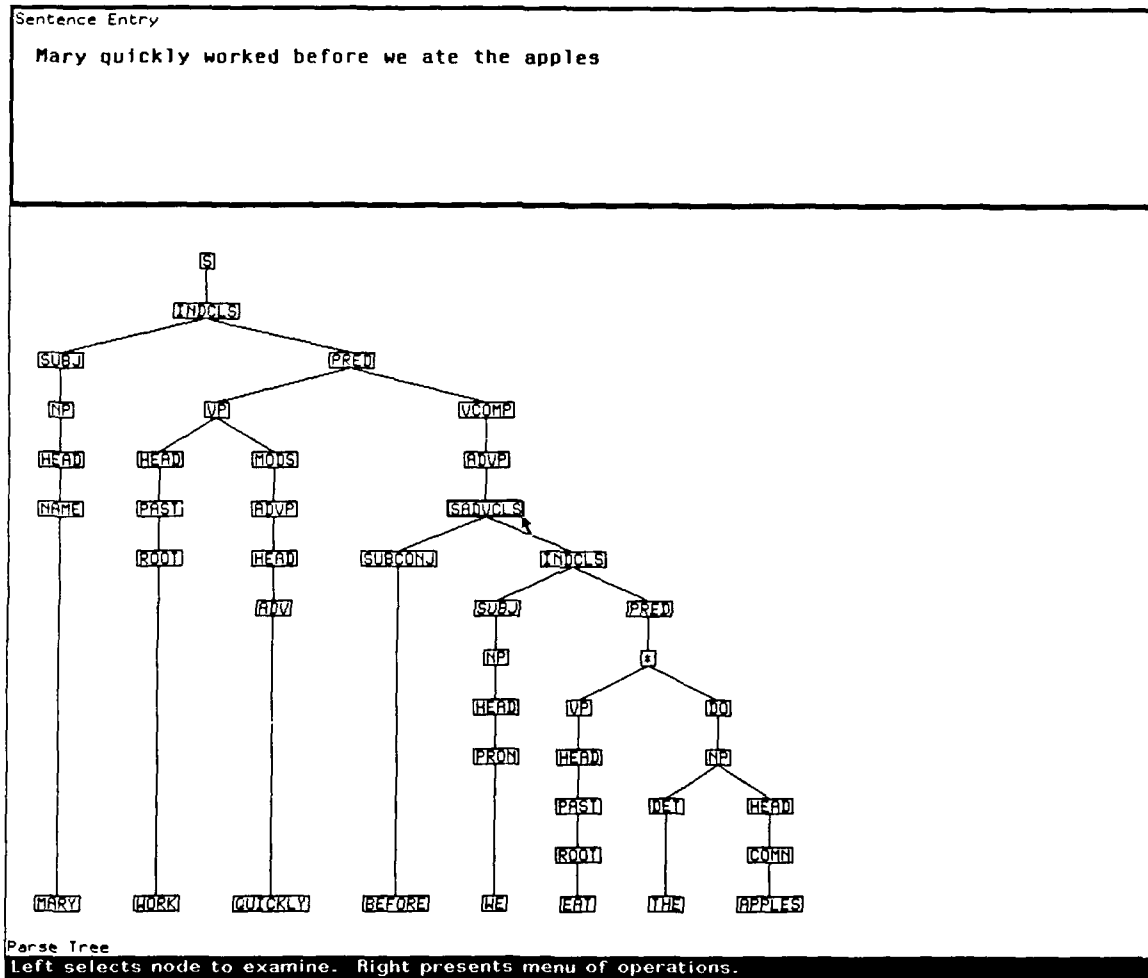 Sentence Entry
Mary quickly worked before we ate the apples
S
INDCLS
SUBJ PRED
NP VP VCOMP
HEAD HEAD MODS ADVP
NAME PAST ADVP SADVCLS
ROOT HEAD SUBCONJ INDCLS
ADV SUBJ PRED
NP *
HEAD VP DO
PRON HEAD NP
PAST DET HEAD
ROOT COMN
MARY WORK QUICKLY BEFORE WE EAT THE APPLES
Parse Tree
Left selects node to examine. Right presents menu of operations.